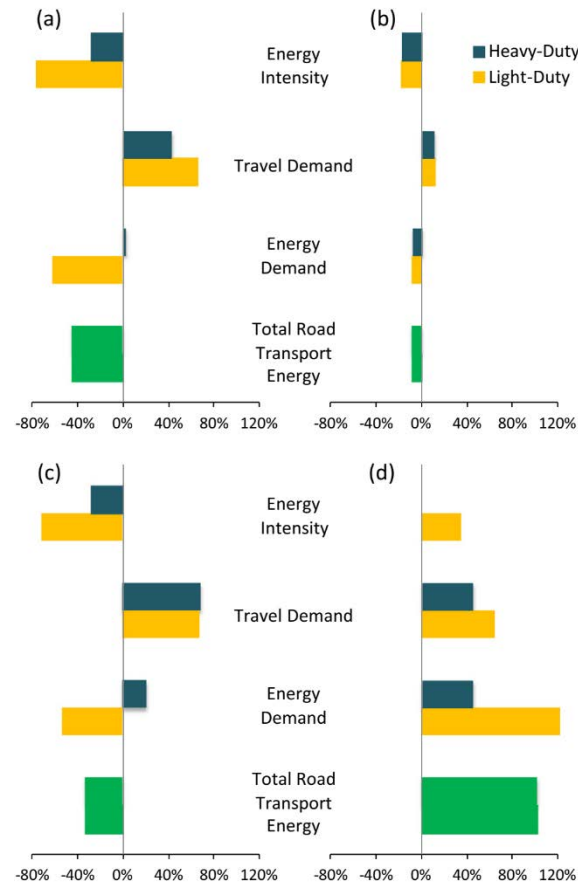 (a)
(b)
Energy
Intensity
Heavy-Duty
Light-Duty
Travel Demand
Energy
Demand
Total Road
Transport
Energy
-80% -40% 0% 40% 80% 120%
-80% -40% 0% 40% 80% 120%
(c)
(d)
Energy
Intensity
Travel Demand
Energy
Demand
Total Road
Transport
Energy
-80% -40% 0% 40% 80% 120%
-80% -40% 0% 40% 80% 120%